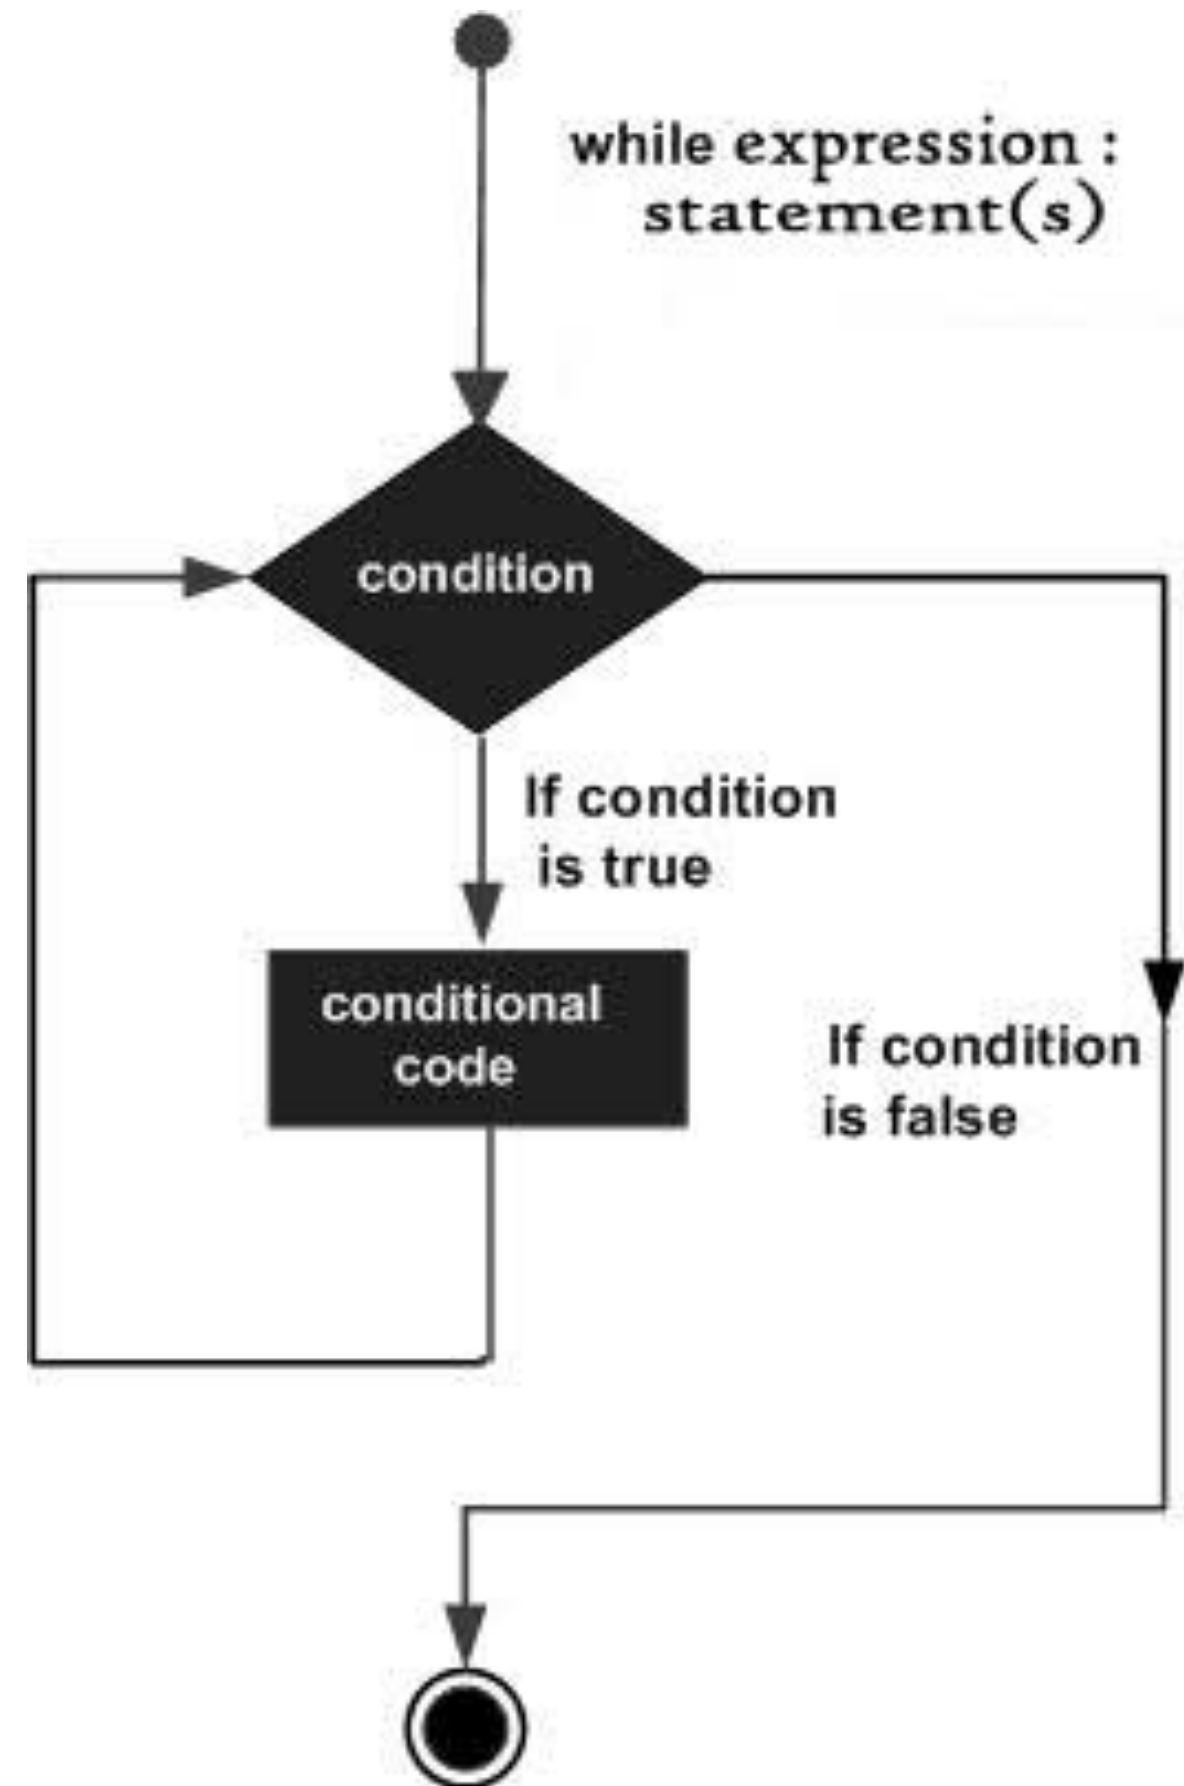 while expression :
statement(s)
condition
If condition
is true
conditional
code
If condition
is false